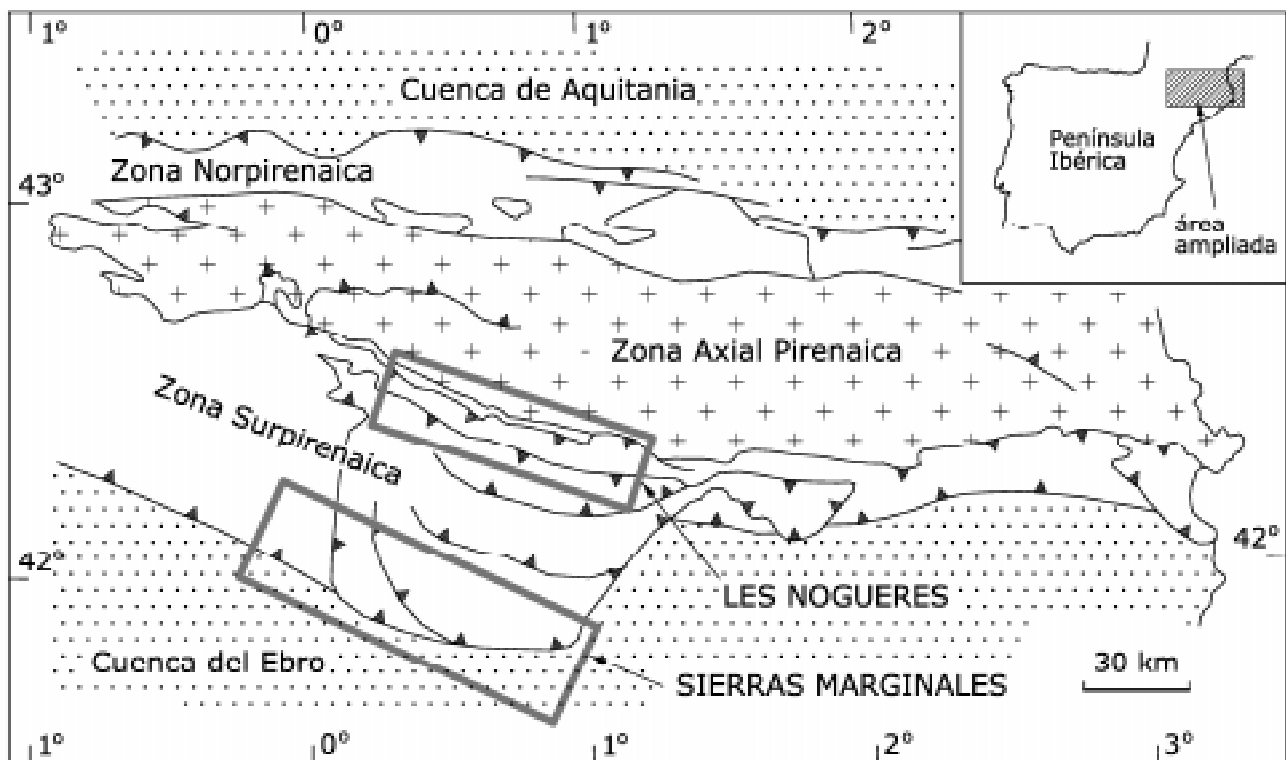 1°
0°
1°
2°
Cuenca de Aquitania
Península
Ibérica
Zona Norpirenaica
43°
área
ampliada
Zona Axial Pirenaica
Zona Surpirenaica
42°
42°
LES NOGUERES
Cuenca del Ebro
30 km
SIERRAS MARGINALES
1°
0°
1°
2°
3°